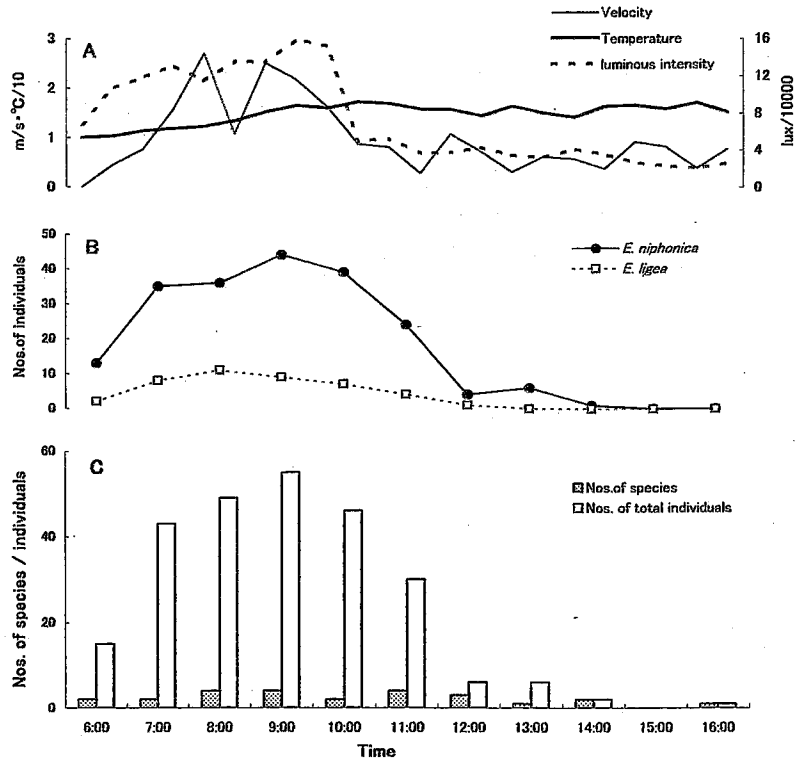 Velocity
Temperature
luminous intensity
A
m/s・℃/10
3
2
1
0
16
12
8
4
0
lux/10000
B
Nos.of individuals
50
40
30
20
10
0
E. niphonica
E. ligea
C
Nos. of species / individuals
60
40
20
0
Nos.of species
Nos. of total individuals
6:00 7:00 8:00 9:00 10:00 11:00 12:00 13:00 14:00 15:00 16:00
Time